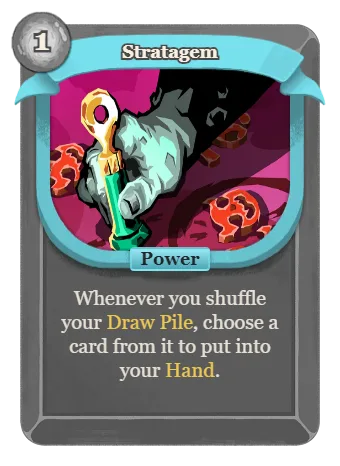 1
Stratagem
Power
Whenever you shuffle
your Draw Pile, choose a
card from it to put into
your Hand.